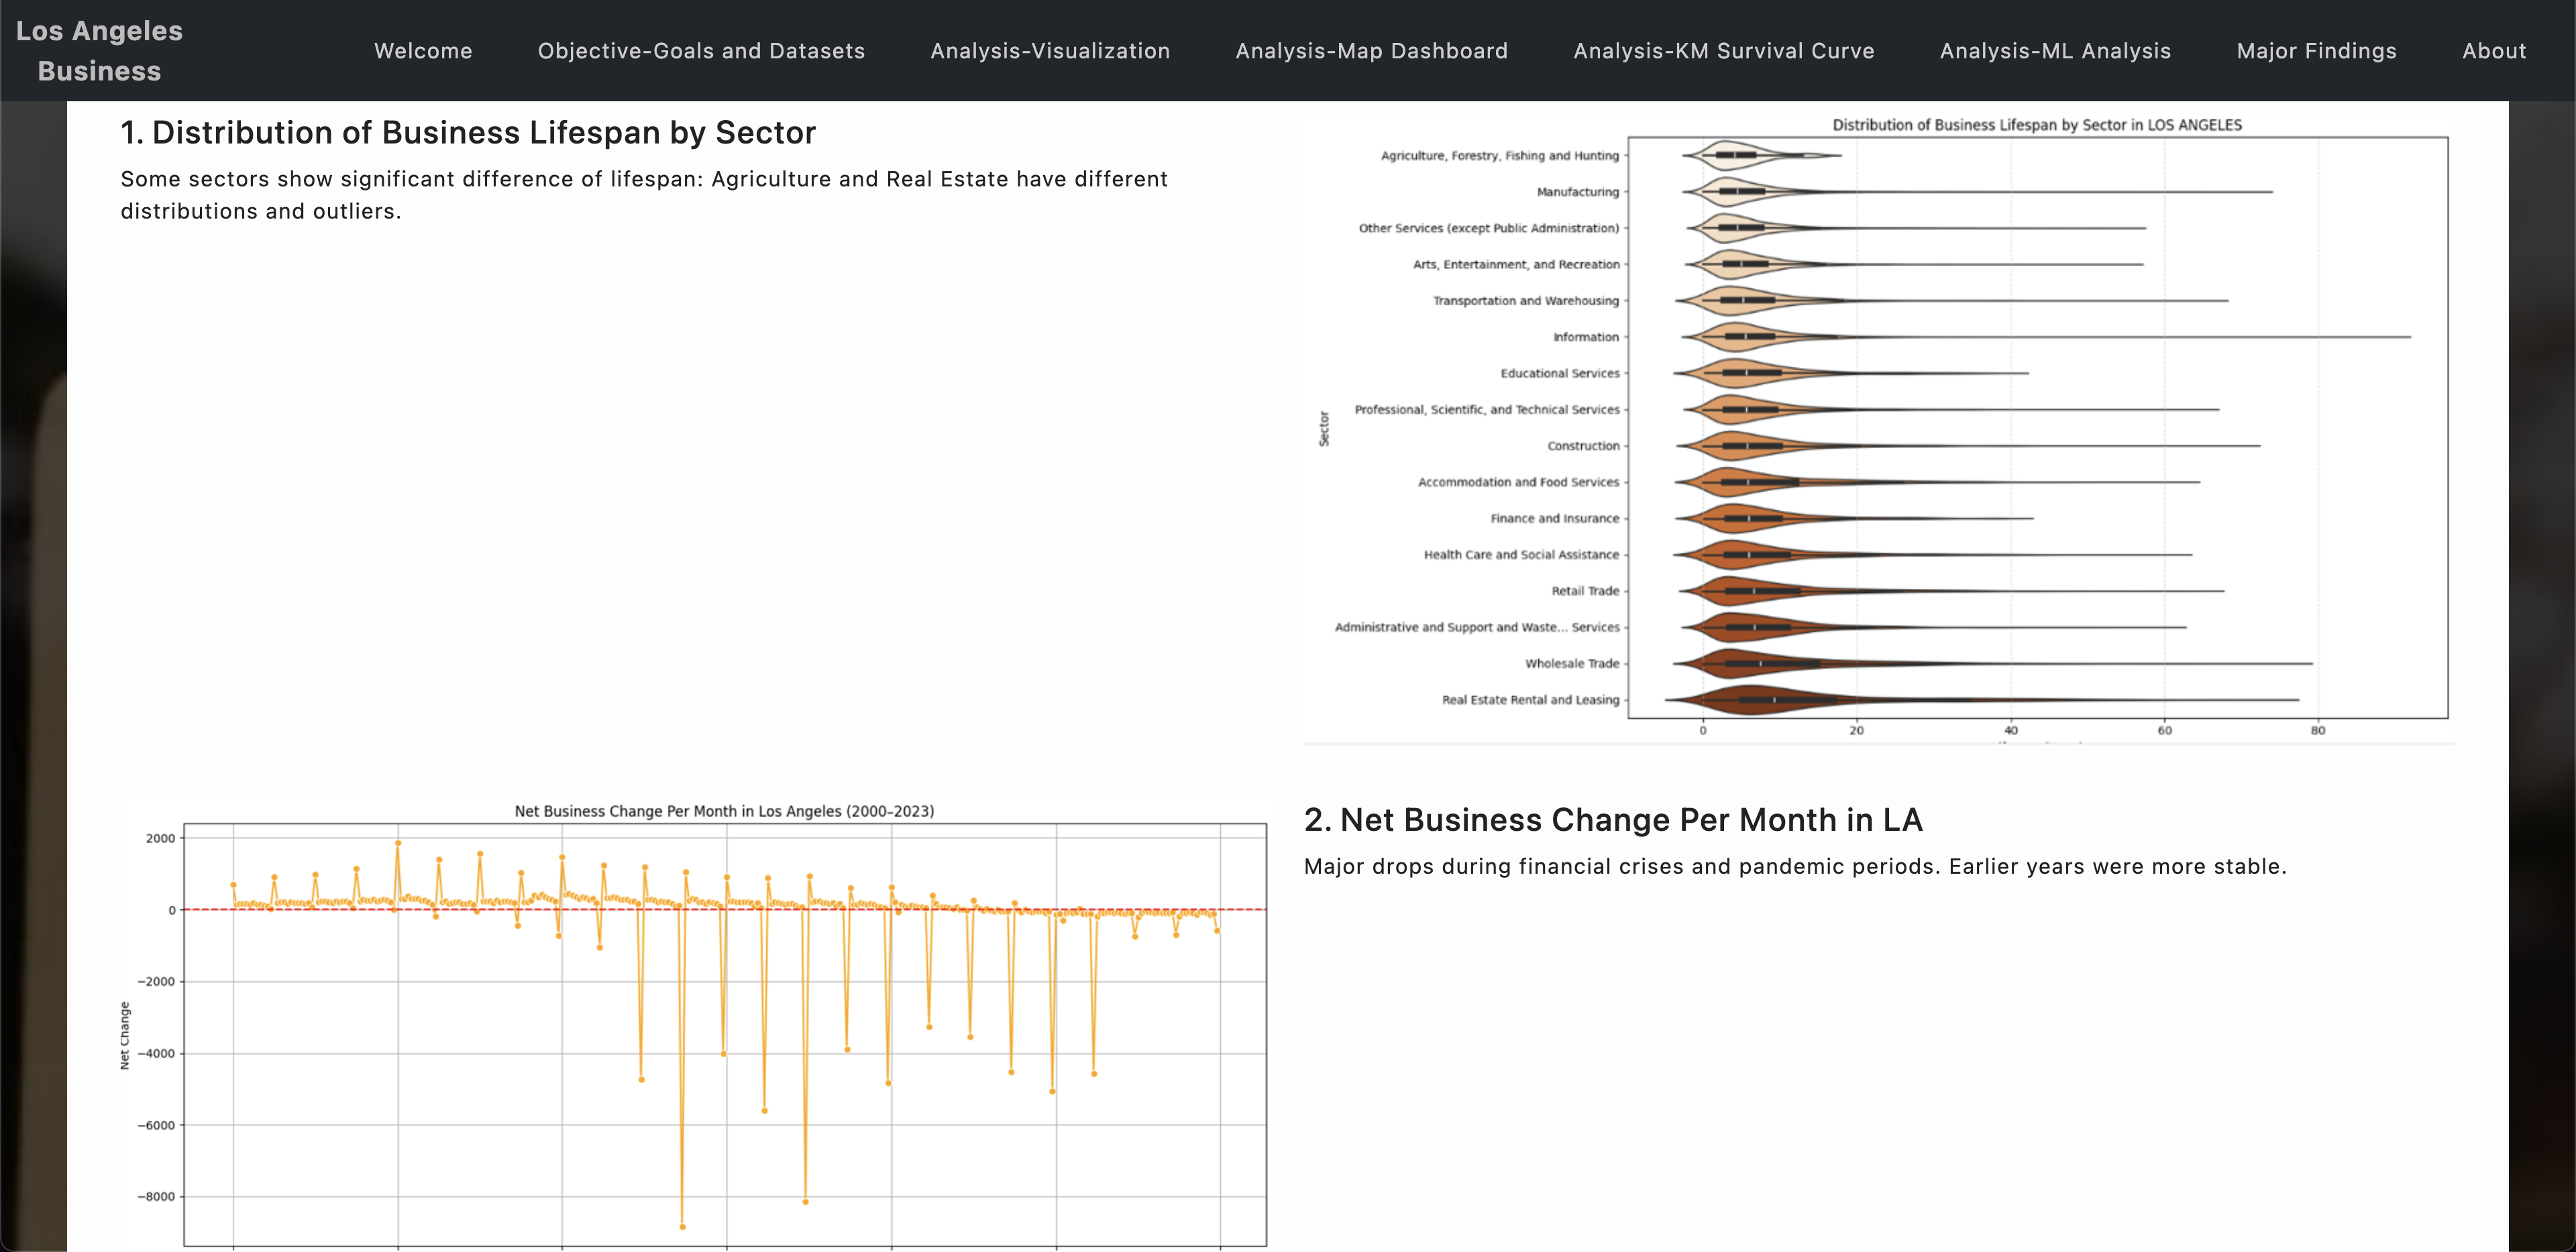 Los Angeles
Business
Welcome
Objective-Goals and Datasets
Analysis-Visualization
Analysis-Map Dashboard
Analysis-KM Survival Curve
Analysis-ML Analysis
Major Findings
About
1. Distribution of Business Lifespan by Sector
Some sectors show significant difference of lifespan: Agriculture and Real Estate have different
distributions and outliers.
Distribution of Business Lifespan by Sector in LOS ANGELES
Sector
Agriculture, Forestry, Fishing and Hunting
Manufacturing
Other Services (except Public Administration)
Arts, Entertainment, and Recreation
Transportation and Warehousing
Information
Educational Services
Professional, Scientific, and Technical Services
Construction
Accommodation and Food Services
Finance and Insurance
Health Care and Social Assistance
Retail Trade
Administrative and Support and Waste... Services
Wholesale Trade
Real Estate Rental and Leasing
0
20
40
60
80
Net Business Change Per Month in Los Angeles (2000–2023)
Net Change
2000
0
−2000
−4000
−6000
−8000
2. Net Business Change Per Month in LA
Major drops during financial crises and pandemic periods. Earlier years were more stable.